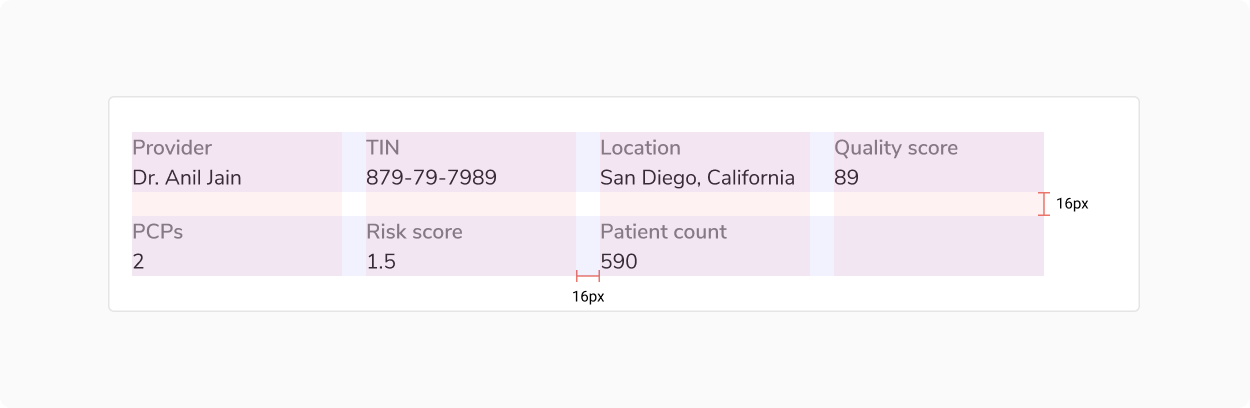 Provider TIN Location Quality score
Dr. Anil Jain 879-79-7989 San Diego, California 89
16px
PCPs Risk score Patient count
2 1.5 590
16px